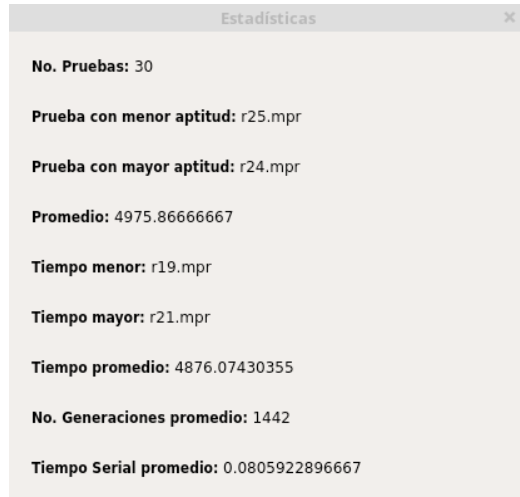 Estadísticas
No. Pruebas: 30
Prueba con menor aptitud: r25.mpr
Prueba con mayor aptitud: r24.mpr
Promedio: 4975.86666667
Tiempo menor: r19.mpr
Tiempo mayor: r21.mpr
Tiempo promedio: 4876.07430355
No. Generaciones promedio: 1442
Tiempo Serial promedio: 0.0805922896667